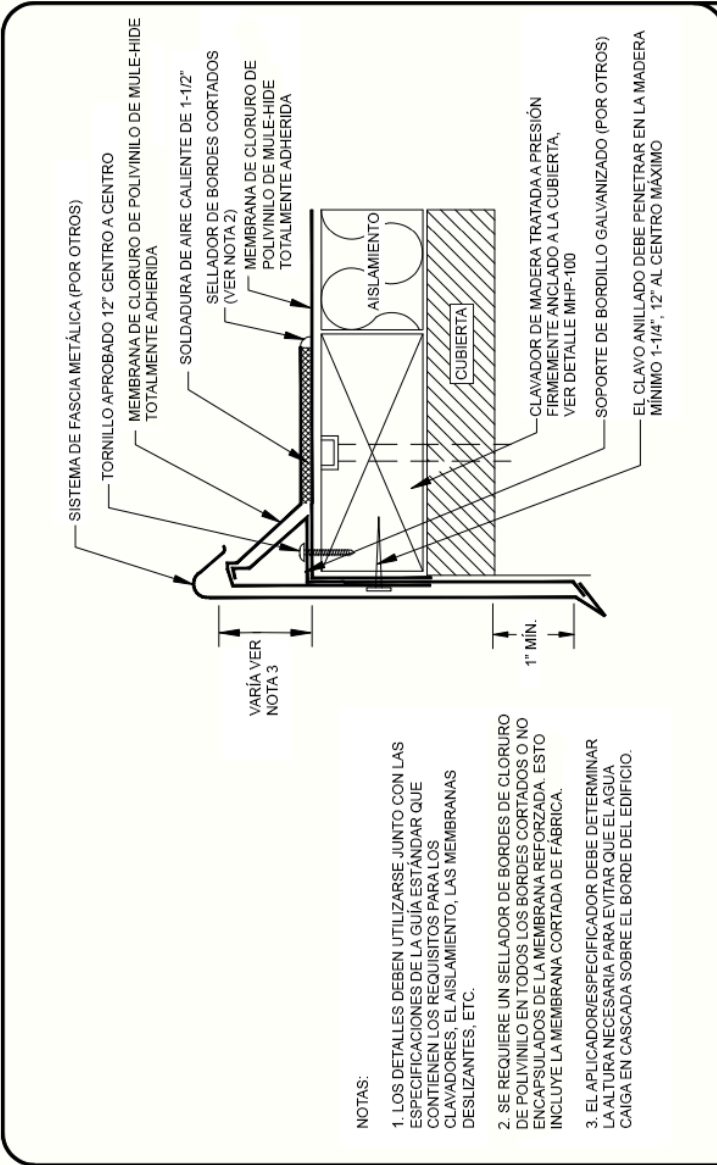 SISTEMA DE FASCIA METÁLICA (POR OTROS)
TORNILLO APROBADO 12" CENTRO A CENTRO
MEMBRANA DE CLORURO DE POLIVINILO DE MULE-HIDE
TOTALMENTE ADHERIDA
SOLDADURA DE AIRE CALIENTE DE 1-1/2"
SELLADOR DE BORDES CORTADOS
(VER NOTA 2)
MEMBRANA DE CLORURO DE
POLIVINILO DE MULE-HIDE
TOTALMENTE ADHERIDA
AISLAMIENTO
CUBIERTA
CLAVADOR DE MADERA TRATADA A PRESIÓN
FIRMEMENTE ANCLADO A LA CUBIERTA,
VER DETALLE MHP-100
SOPORTE DE BORDILLO GALVANIZADO (POR OTROS)
EL CLAVO ANILLADO DEBE PENETRAR EN LA MADERA
MÍNIMO 1-1/4", 12" AL CENTRO MÁXIMO
VARÍA VER
NOTA 3
1" MÍN.
NOTAS:
1. LOS DETALLES DEBEN UTILIZARSE JUNTO CON LAS
ESPECIFICACIONES DE LA GUÍA ESTÁNDAR QUE
CONTIENEN LOS REQUISITOS PARA LOS
CLAVADORES, EL AISLAMIENTO, LAS MEMBRANAS
DESLIZANTES, ETC.
2. SE REQUIERE UN SELLADOR DE BORDES DE CLORURO
DE POLIVINILO EN TODOS LOS BORDES CORTADOS O NO
ENCAPSULADOS DE LA MEMBRANA REFORZADA. ESTO
INCLUYE LA MEMBRANA CORTADA DE FÁBRICA.
3. EL APLICADOR/ESPECIFICADOR DEBE DETERMINAR
LA ALTURA NECESARIA PARA EVITAR QUE EL AGUA
CAIGA EN CASCADA SOBRE EL BORDE DEL EDIFICIO.